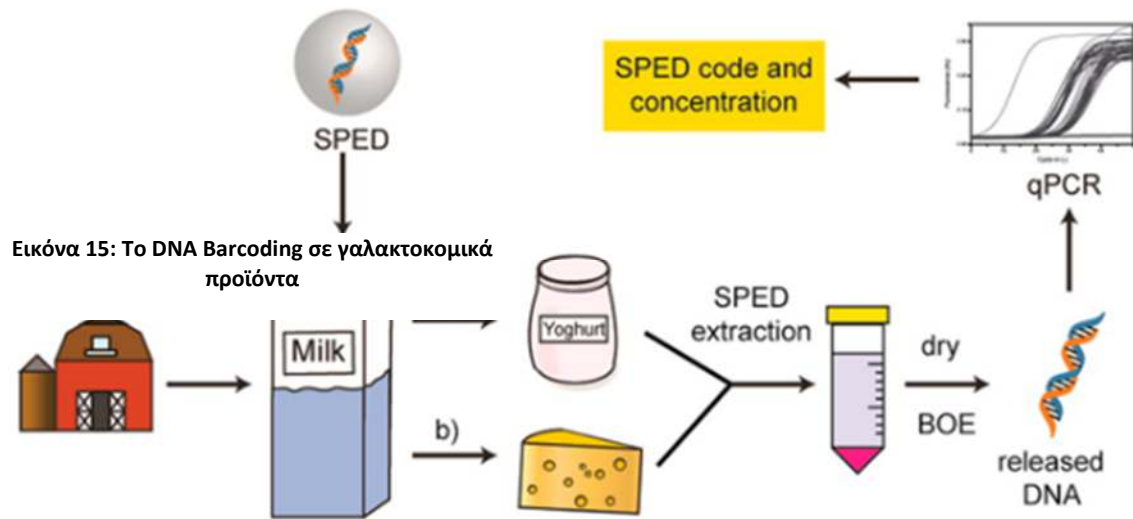 SPED
SPED code and
concentration
qPCR
Εικόνα 15: Το DNA Barcoding σε γαλακτοκομικά
προϊόντα
Milk
Yoghurt
b)
SPED
extraction
dry
BOE
released
DNA